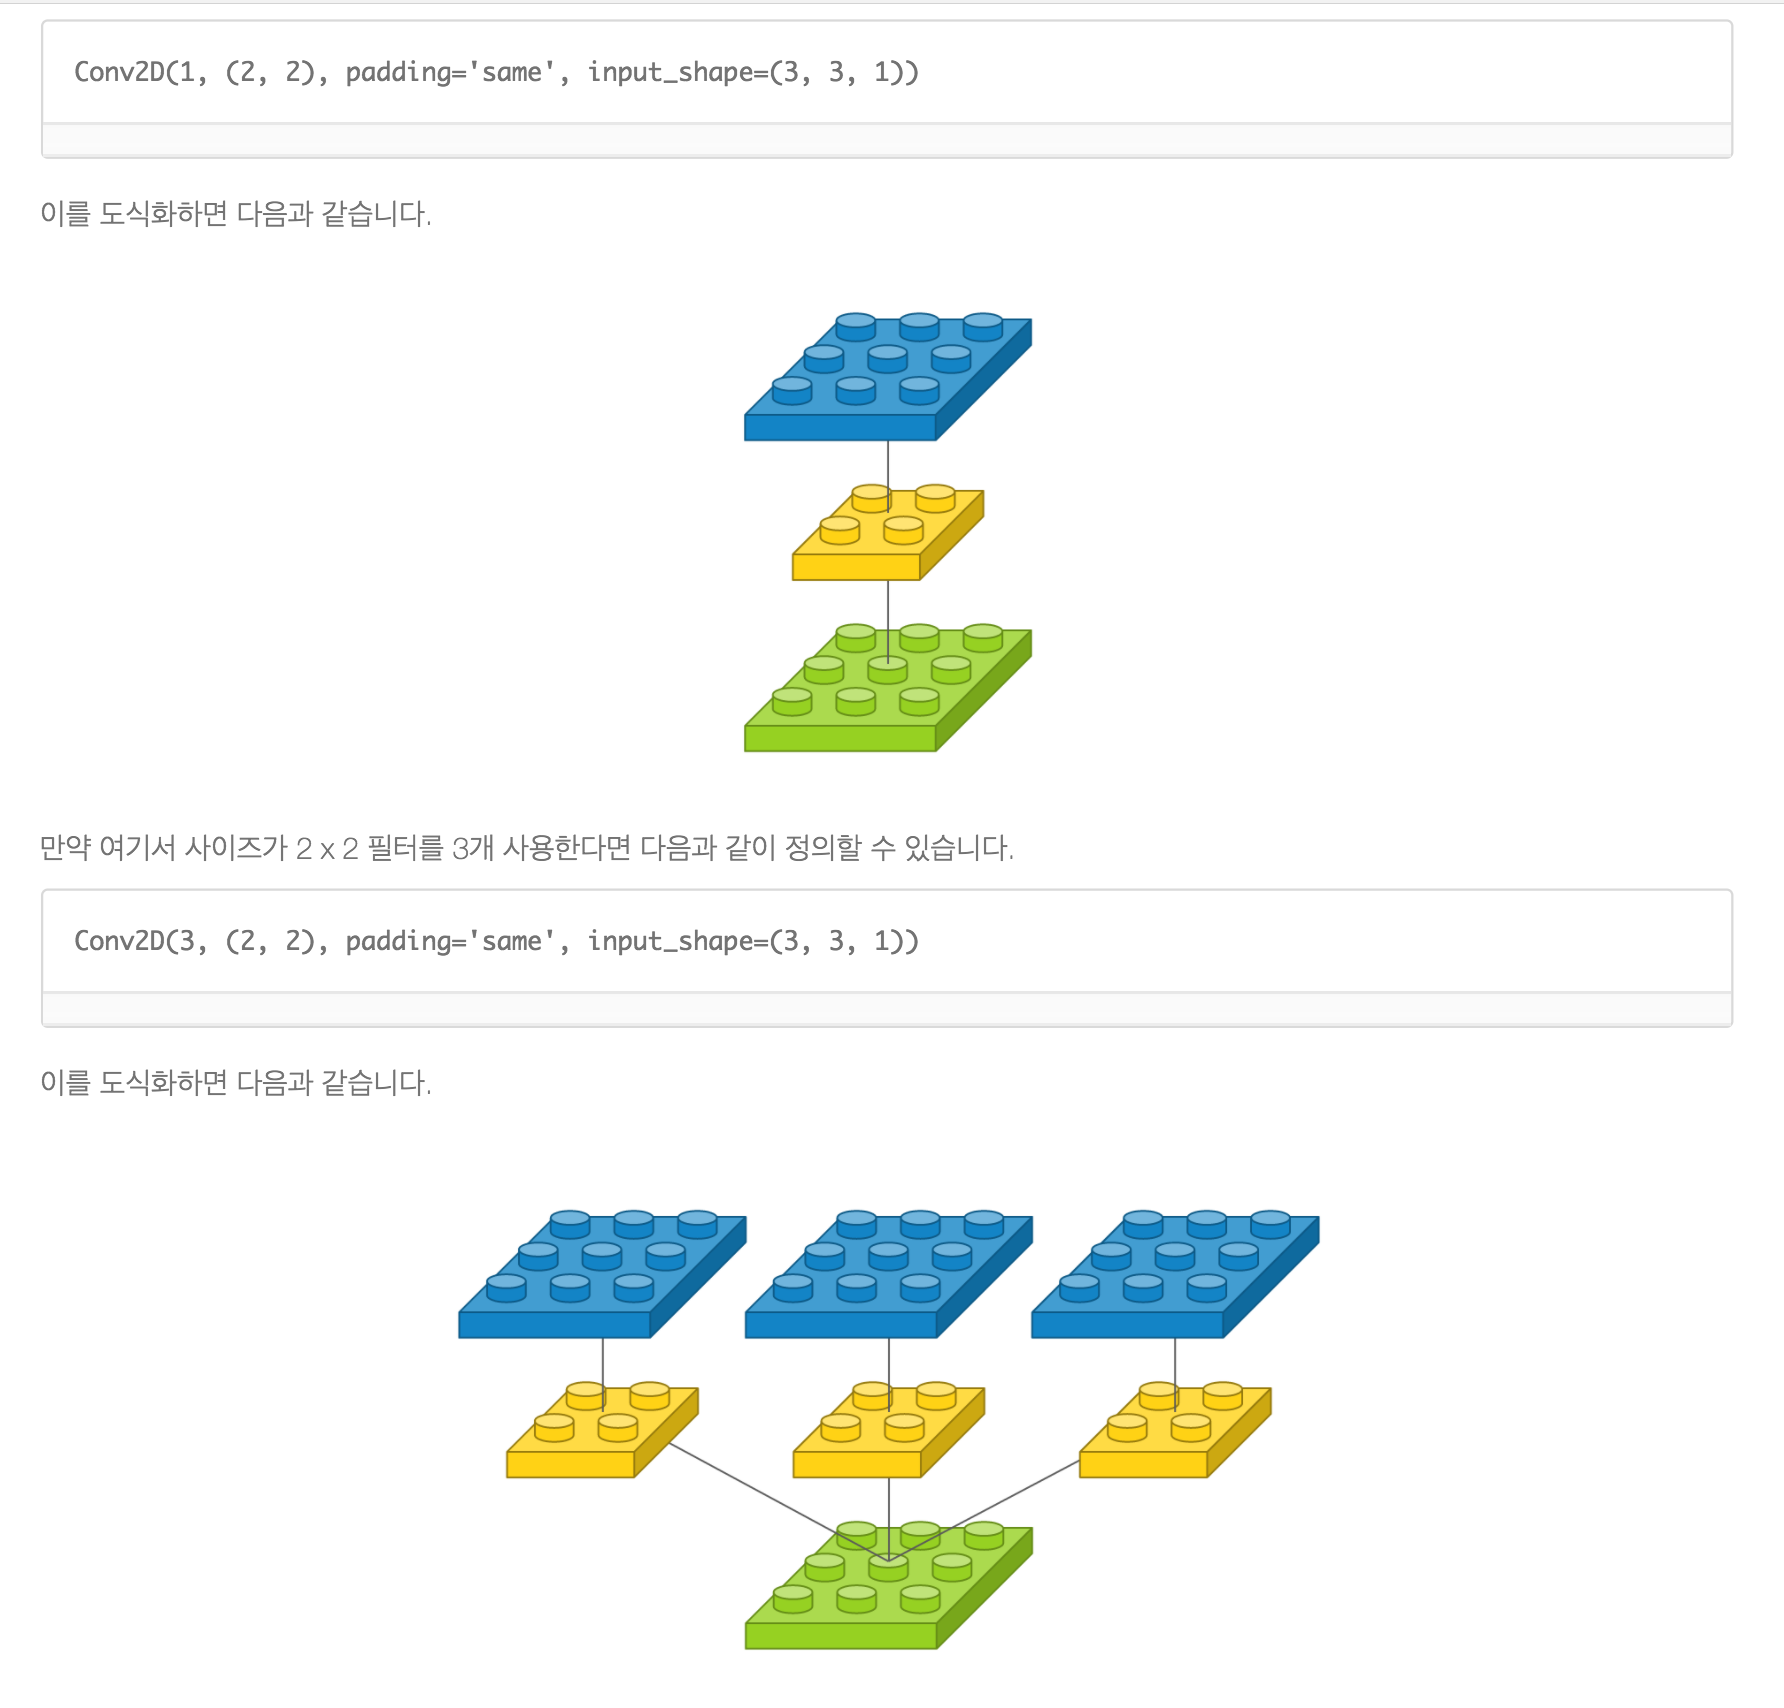 Conv2D(1, (2, 2), padding='same', input_shape=(3, 3, 1))
이를 도식화하면 다음과 같습니다.
만약 여기서 사이즈가 2 x 2 필터를 3개 사용한다면 다음과 같이 정의할 수 있습니다.
Conv2D(3, (2, 2), padding='same', input_shape=(3, 3, 1))
이를 도식화하면 다음과 같습니다.